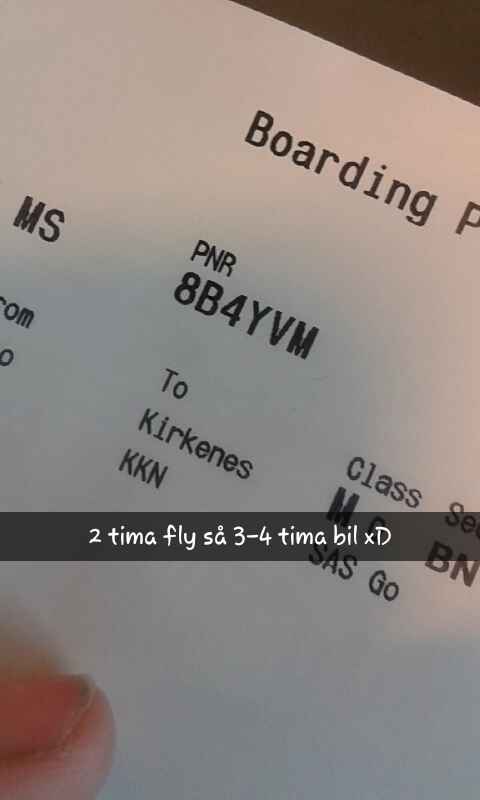 Boarding P
MS
PNR
8B4YVM
rom
o
To
Kirkenes
KKN
Class Se
M
BN
2 tima fly så 3-4 tima bil xD
SAS Go